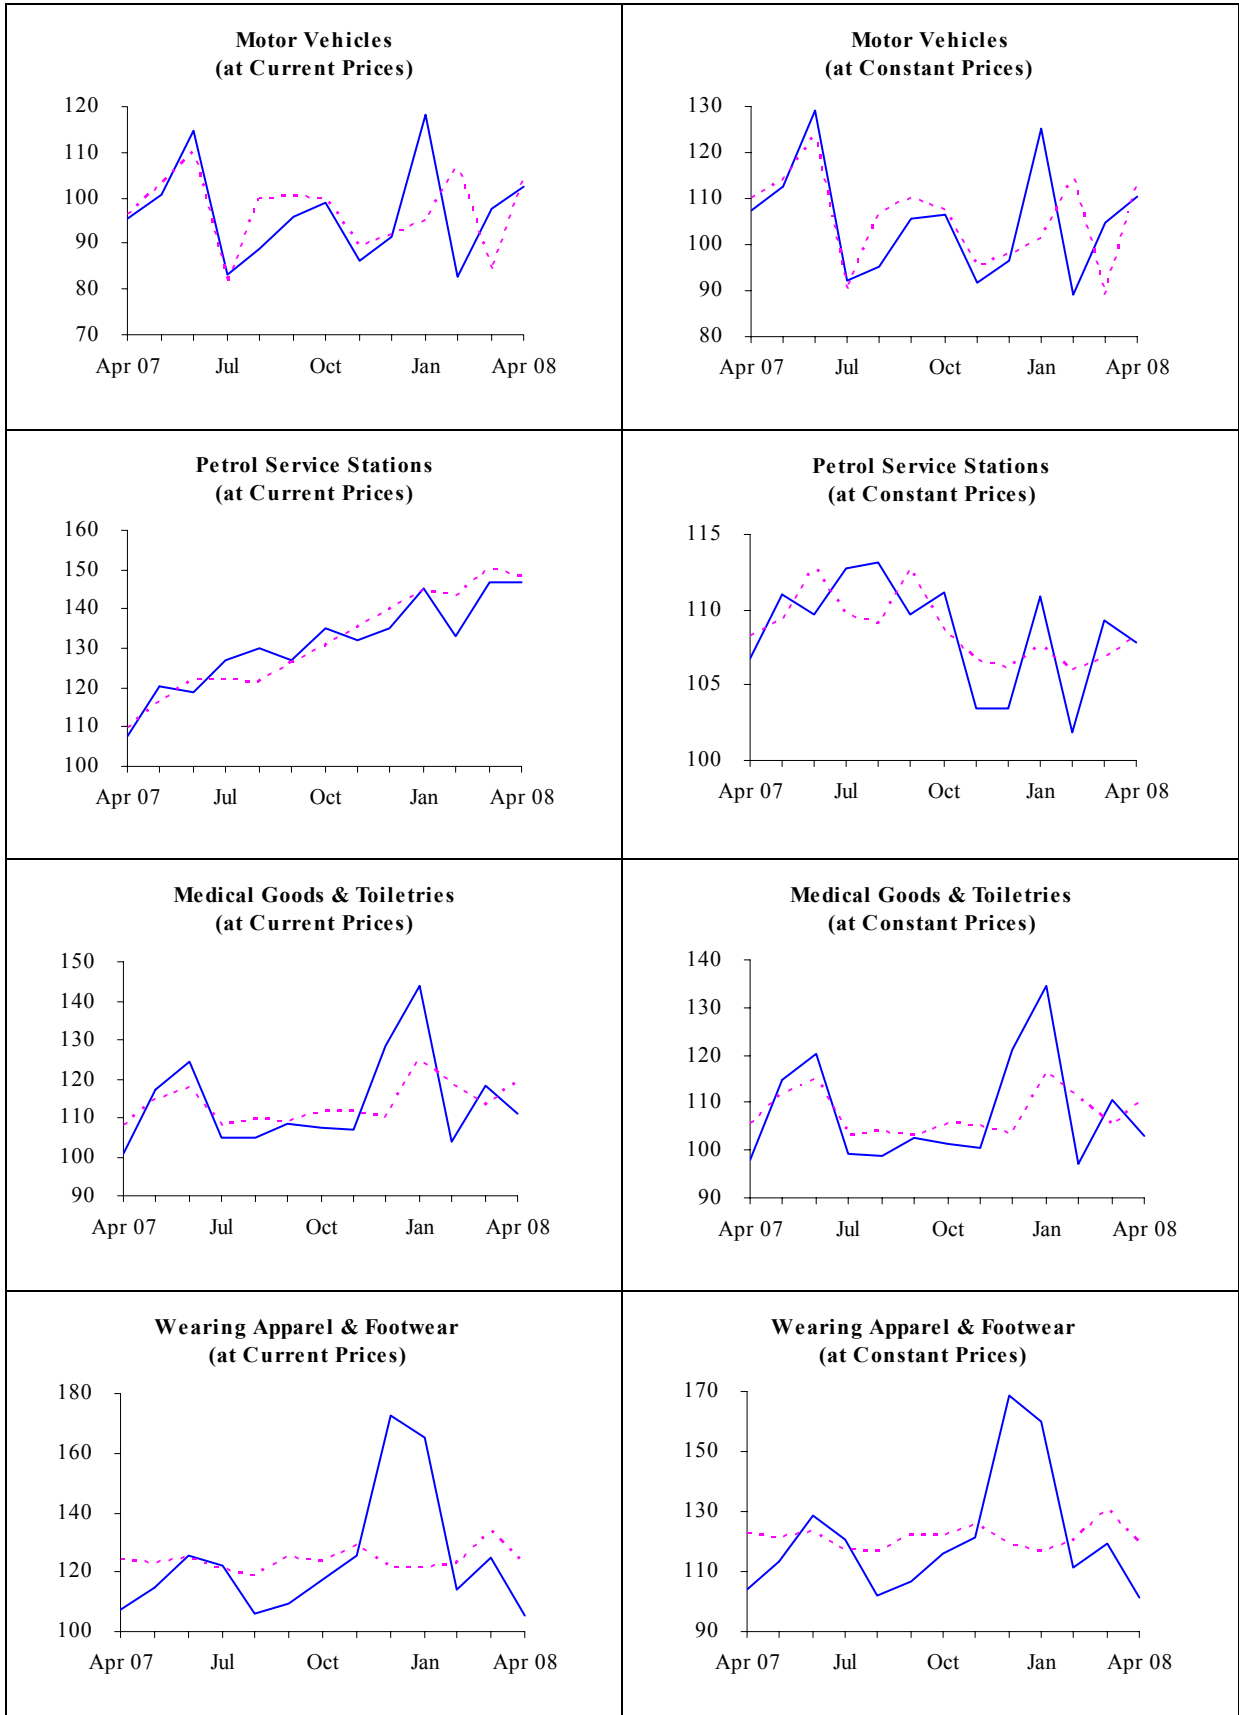 Motor Vehicles
(at Current Prices)
120
110
100
90
80
70
Apr 07 Jul Oct Jan Apr 08
Motor Vehicles
(at Constant Prices)
130
120
110
100
90
80
Apr 07 Jul Oct Jan Apr 08
Petrol Service Stations
(at Current Prices)
160
150
140
130
120
110
100
Apr 07 Jul Oct Jan Apr 08
Petrol Service Stations
(at Constant Prices)
115
110
105
100
Apr 07 Jul Oct Jan Apr 08
Medical Goods & Toiletries
(at Current Prices)
150
140
130
120
110
100
90
Apr 07 Jul Oct Jan Apr 08
Medical Goods & Toiletries
(at Constant Prices)
140
130
120
110
100
90
Apr 07 Jul Oct Jan Apr 08
Wearing Apparel & Footwear
(at Current Prices)
180
160
140
120
100
Apr 07 Jul Oct Jan Apr 08
Wearing Apparel & Footwear
(at Constant Prices)
170
150
130
110
90
Apr 07 Jul Oct Jan Apr 08